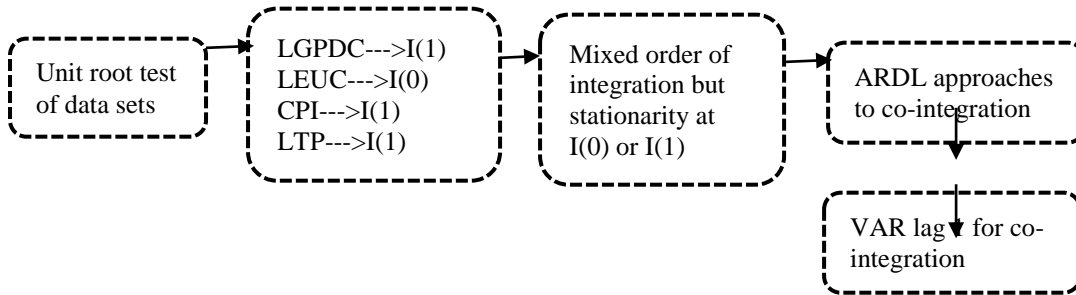 Unit root test
of data sets
LGPDC--->I(1)
LEUC--->I(0)
CPI--->I(1)
LTP--->I(1)
Mixed order of
integration but
stationarity at
I(0) or I(1)
ARDL approaches
to co-integration
VAR lag 1 for co-
integration